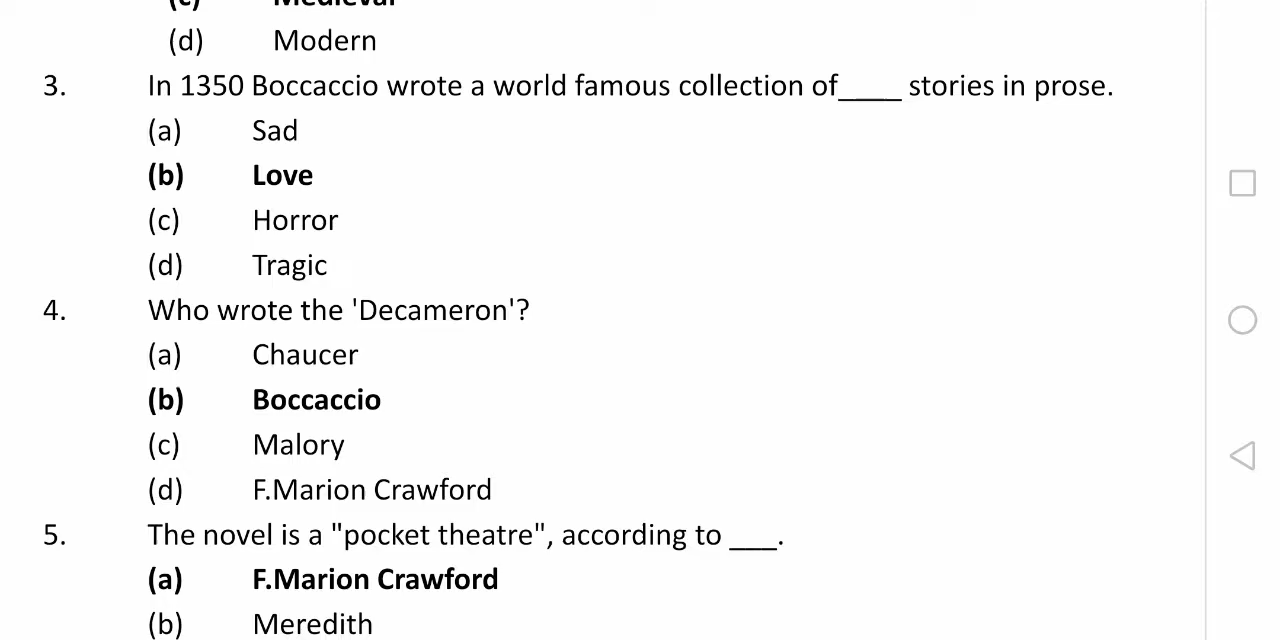 (c) Medieval
(d) Modern
3. In 1350 Boccaccio wrote a world famous collection of____ stories in prose.
(a) Sad
(b) Love
(c) Horror
(d) Tragic
4. Who wrote the 'Decameron'?
(a) Chaucer
(b) Boccaccio
(c) Malory
(d) F.Marion Crawford
5. The novel is a "pocket theatre", according to ___.
(a) F.Marion Crawford
(b) Meredith